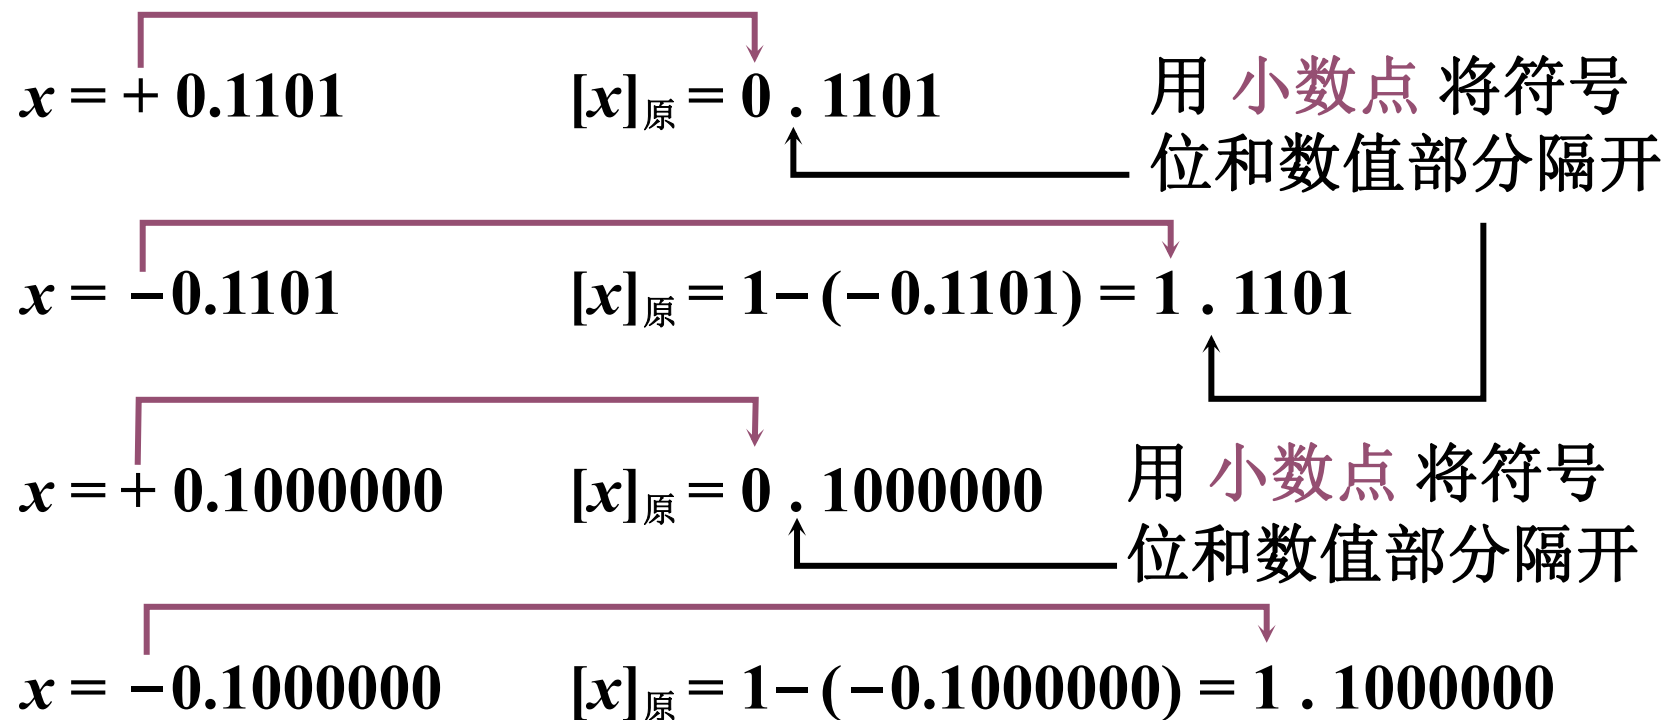 x = + 0.1101 [x]原 = 0 . 1101 用 小数点 将符号
位和数值部分隔开
x = −0.1101 [x]原 = 1−(−0.1101) = 1 . 1101
x = + 0.1000000 [x]原 = 0 . 1000000 用 小数点 将符号
位和数值部分隔开
x = −0.1000000 [x]原 = 1−(−0.1000000) = 1 . 1000000